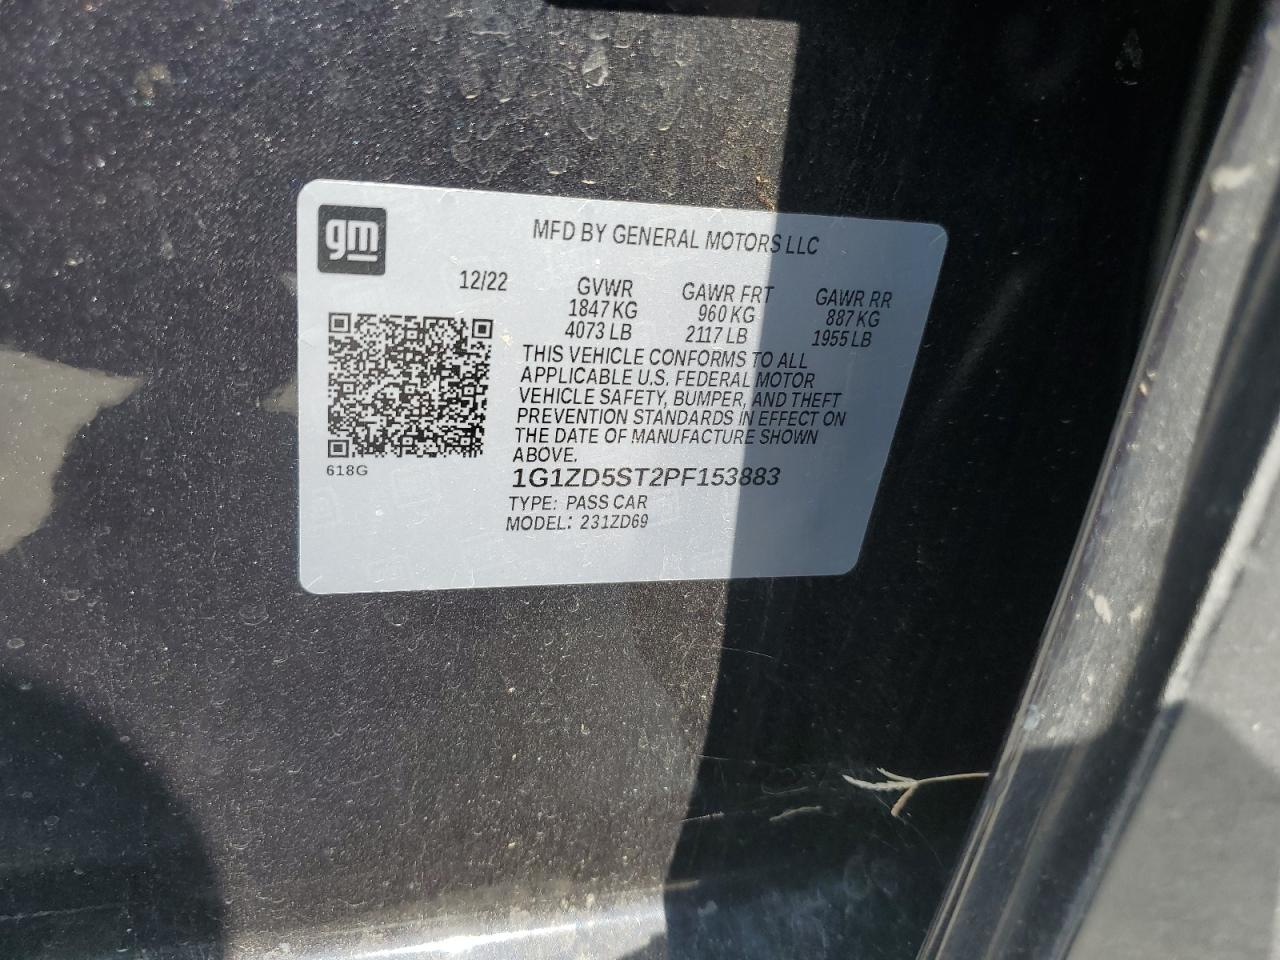 gm
MFD BY GENERAL MOTORS LLC
12/22 GVWR GAWR FRT GAWR RR
1847 KG 960 KG 887 KG
4073 LB 2117 LB 1955 LB
THIS VEHICLE CONFORMS TO ALL
APPLICABLE U.S. FEDERAL MOTOR
VEHICLE SAFETY, BUMPER, AND THEFT
PREVENTION STANDARDS IN EFFECT ON
THE DATE OF MANUFACTURE SHOWN
ABOVE.
618G
1G1ZD5ST2PF153883
TYPE: PASS CAR
MODEL: 231ZD69